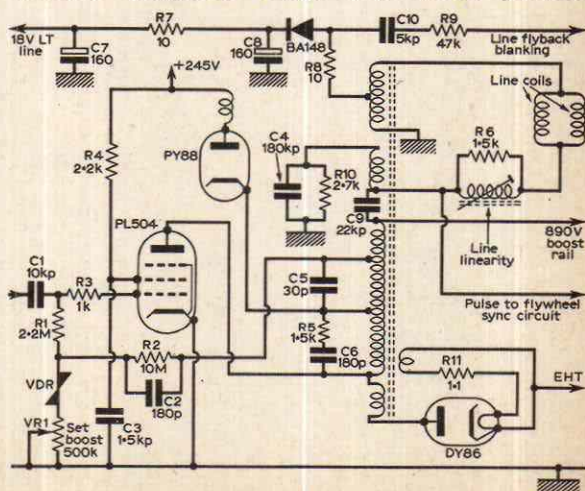 18V LT
line
R7
10
C7
160
C8
160
BA148
C10
5kp
R9
47k
Line flyback
blanking
R8
10
+245V
Line coils
R4
2·2k
PY88
C4
180kp
R10
2·7k
R6
1·5k
C9
22kp
Line
linearity
890V
boost
rail
PL504
C1
10kp
R3
1k
C5
30p
Pulse to flywheel
sync circuit
R1
2·2M
R2
10M
R5
1·5k
C6
180p
C2
180p
VDR
R11
1·1
EHT
VR1
Set
boost
500k
C3
1·5kp
DY86